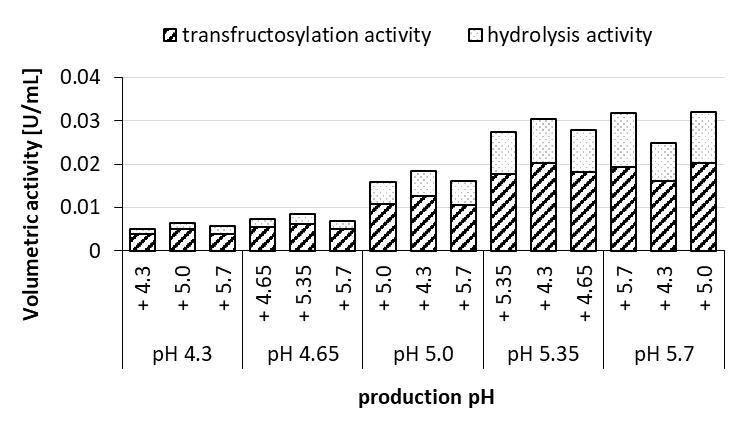 transfructosylation activity
hydrolysis activity
Volumetric activity [U/mL]
0.04
0.03
0.02
0.01
0
+ 4.3
+ 5.0
+ 5.7
+ 4.65
+ 5.35
+ 5.7
+ 5.0
+ 4.3
+ 5.7
+ 5.35
+ 4.3
+ 4.65
+ 5.7
+ 4.3
+ 5.0
pH 4.3
pH 4.65
pH 5.0
pH 5.35
pH 5.7
production pH